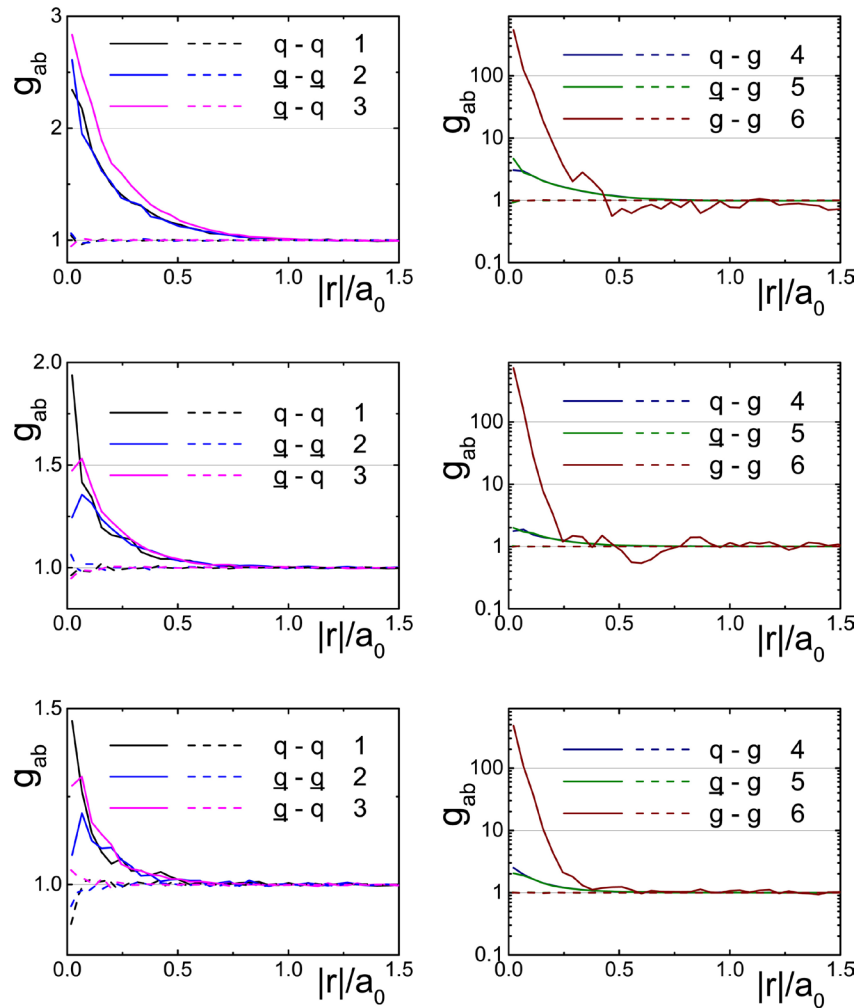 3
2
1
g_ab
q - q 1
q̲ - q̲ 2
q̲ - q 3
0.0 0.5 1.0 1.5
|r|/a_0
100
10
1
0.1
g_ab
q - g 4
q̲ - g 5
g - g 6
0.0 0.5 1.0 1.5
|r|/a_0
2.0
1.5
1.0
g_ab
q - q 1
q̲ - q̲ 2
q̲ - q 3
0.0 0.5 1.0 1.5
|r|/a_0
100
10
1
0.1
g_ab
q - g 4
q̲ - g 5
g - g 6
0.0 0.5 1.0 1.5
|r|/a_0
1.5
1.0
g_ab
q - q 1
q̲ - q̲ 2
q̲ - q 3
0.0 0.5 1.0 1.5
|r|/a_0
100
10
1
0.1
g_ab
q - g 4
q̲ - g 5
g - g 6
0.0 0.5 1.0 1.5
|r|/a_0